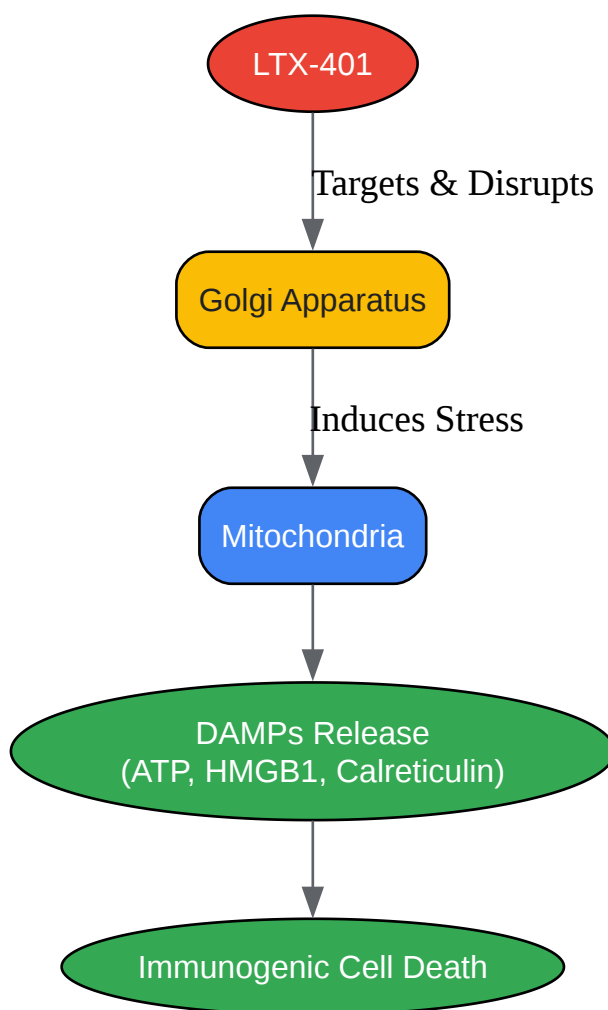 LTX-401
Targets & Disrupts
Golgi Apparatus
Induces Stress
Mitochondria
DAMPs Release
(ATP, HMGB1, Calreticulin)
Immunogenic Cell Death